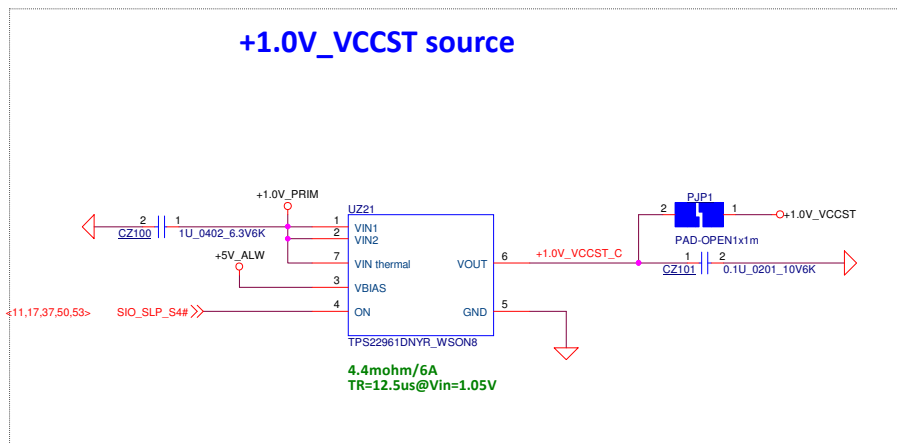 +1.0V_VCCST source
+1.0V_PRIM
UZ21
PJP1
2 1
1 VIN1
2 VIN2
CZ100
1U_0402_6.3V6K
2 1
+1.0V_VCCST
PAD-OPEN1x1m
+5V_ALW
7 VIN thermal
VOUT 6
+1.0V_VCCST_C
1 2
CZ101
0.1U_0201_10V6K
3 VBIAS
<11,17,37,50,53> SIO_SLP_S4#
4 ON
GND 5
TPS22961DNYR_WSON8
4.4mohm/6A
TR=12.5us@Vin=1.05V